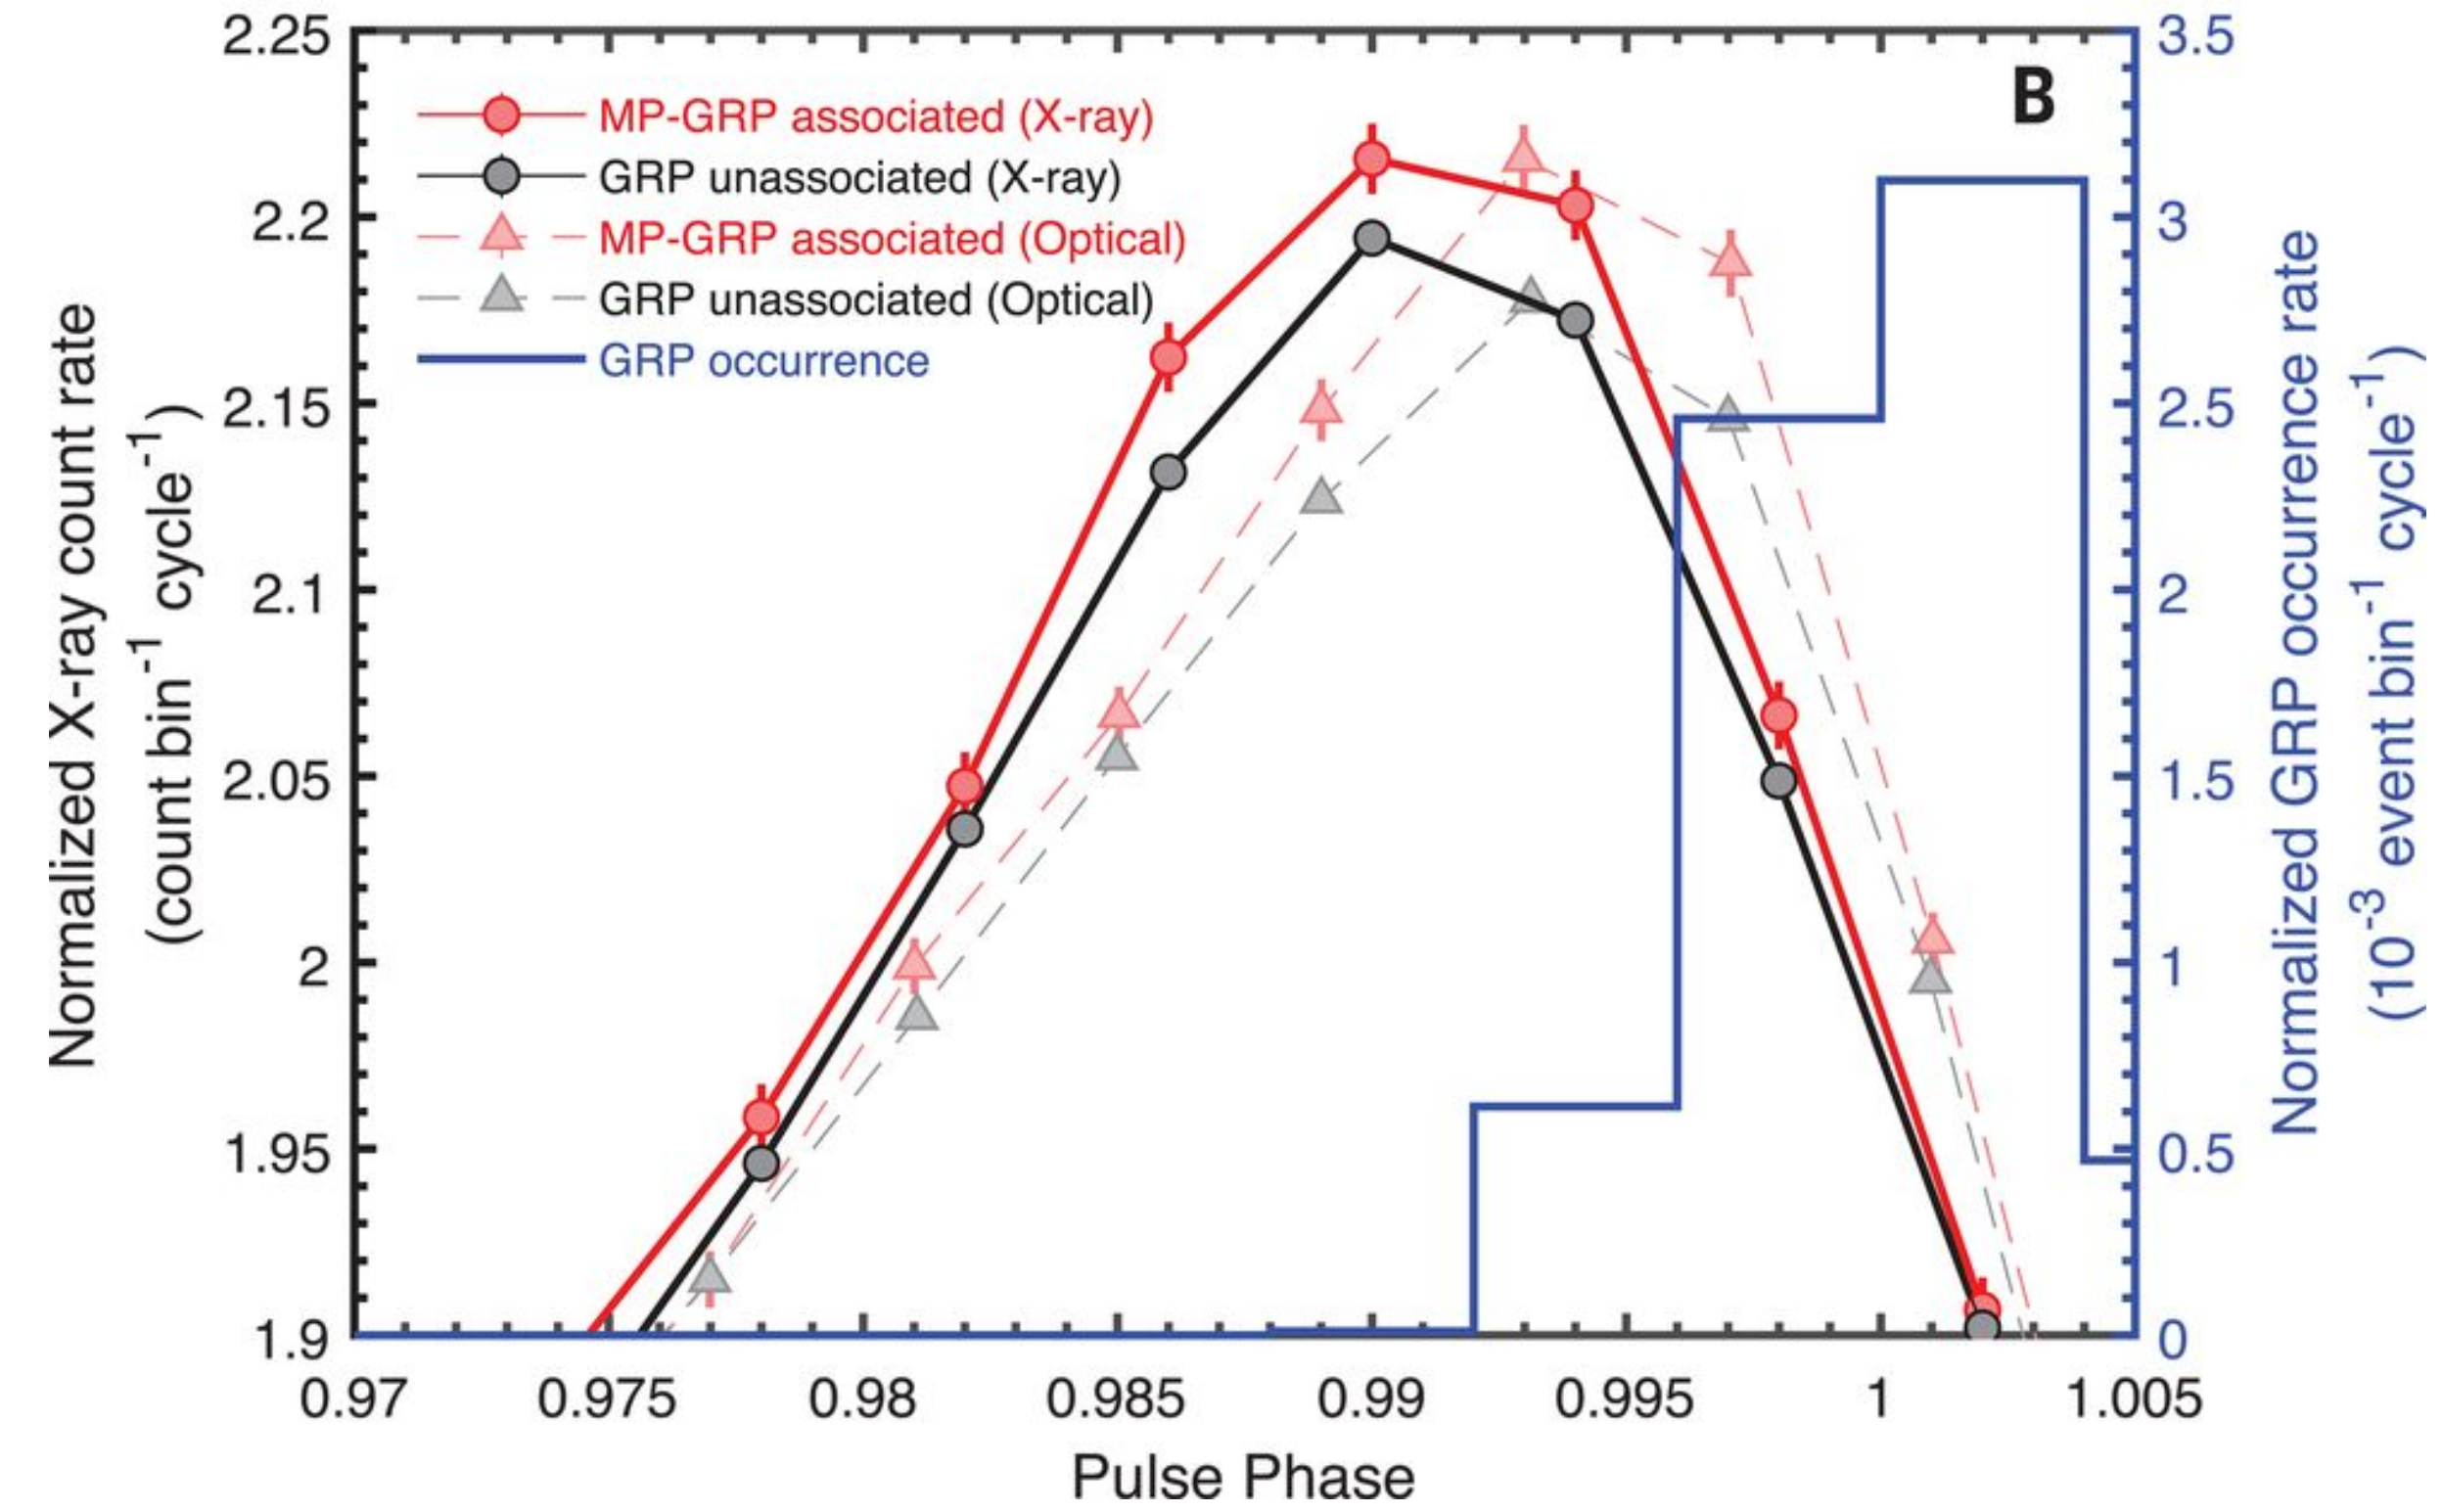 B
MP-GRP associated (X-ray)
GRP unassociated (X-ray)
MP-GRP associated (Optical)
GRP unassociated (Optical)
GRP occurrence
Normalized X-ray count rate
(count bin⁻¹ cycle⁻¹)
2.25
2.2
2.15
2.1
2.05
2
1.95
1.9
3.5
3
2.5
2
1.5
1
0.5
0
Normalized GRP occurrence rate
(10⁻³ event bin⁻¹ cycle⁻¹)
0.97 0.975 0.98 0.985 0.99 0.995 1 1.005
Pulse Phase